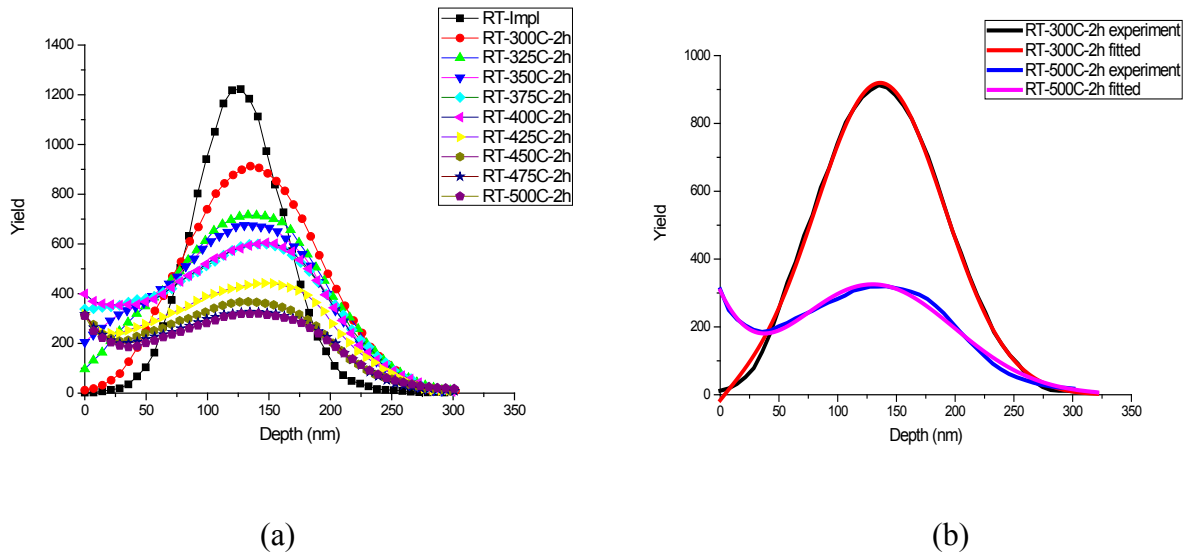 RT-Impl
RT-300C-2h
RT-325C-2h
RT-350C-2h
RT-375C-2h
RT-400C-2h
RT-425C-2h
RT-450C-2h
RT-475C-2h
RT-500C-2h
1400
1200
1000
800
600
400
200
0
Yield
0 50 100 150 200 250 300 350
Depth (nm)
(a)
RT-300C-2h experiment
RT-300C-2h fitted
RT-500C-2h experiment
RT-500C-2h fitted
1000
800
600
400
200
0
Yield
0 50 100 150 200 250 300 350
Depth (nm)
(b)